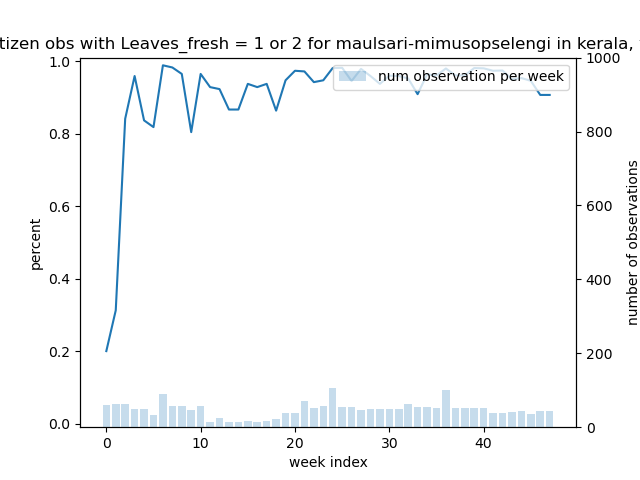 tizen obs with Leaves_fresh = 1 or 2 for maulsari-mimusopselengi in kerala,
num observation per week
1.0
0.8
0.6
0.4
0.2
0.0
percent
1000
800
600
400
200
0
number of observations
0 10 20 30 40
week index